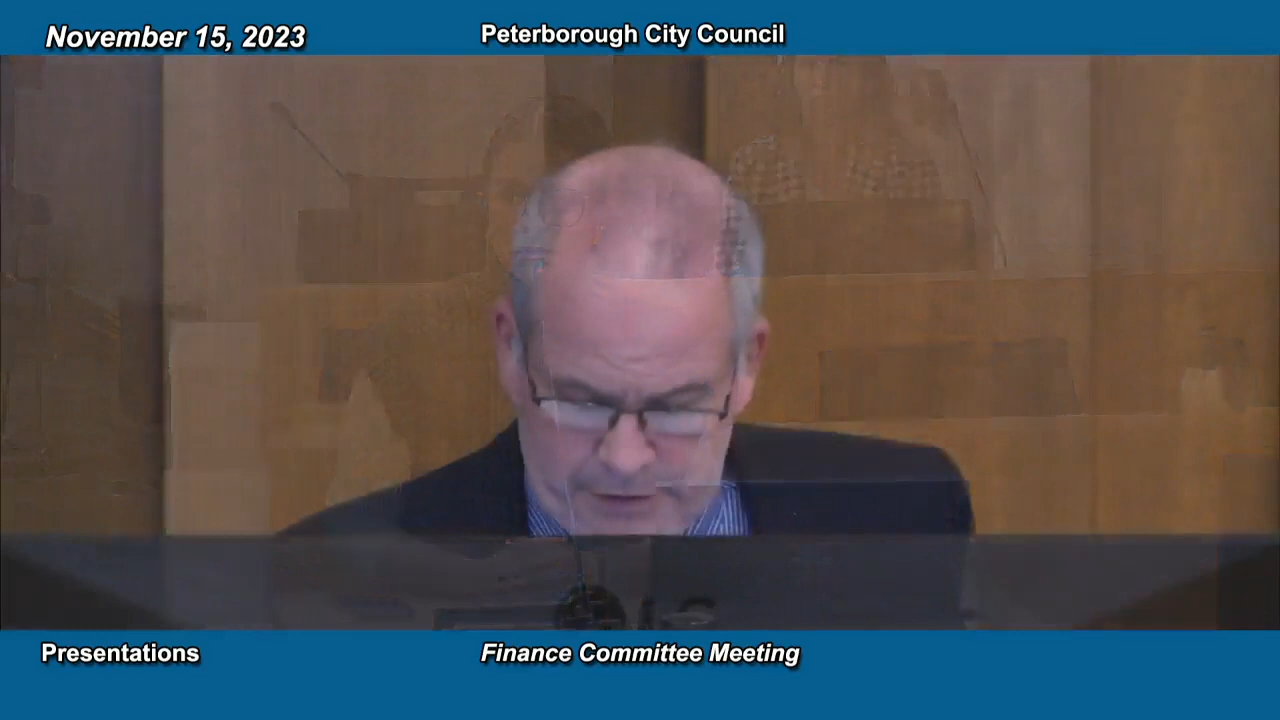 November 15, 2023
Peterborough City Council
Presentations
Finance Committee Meeting